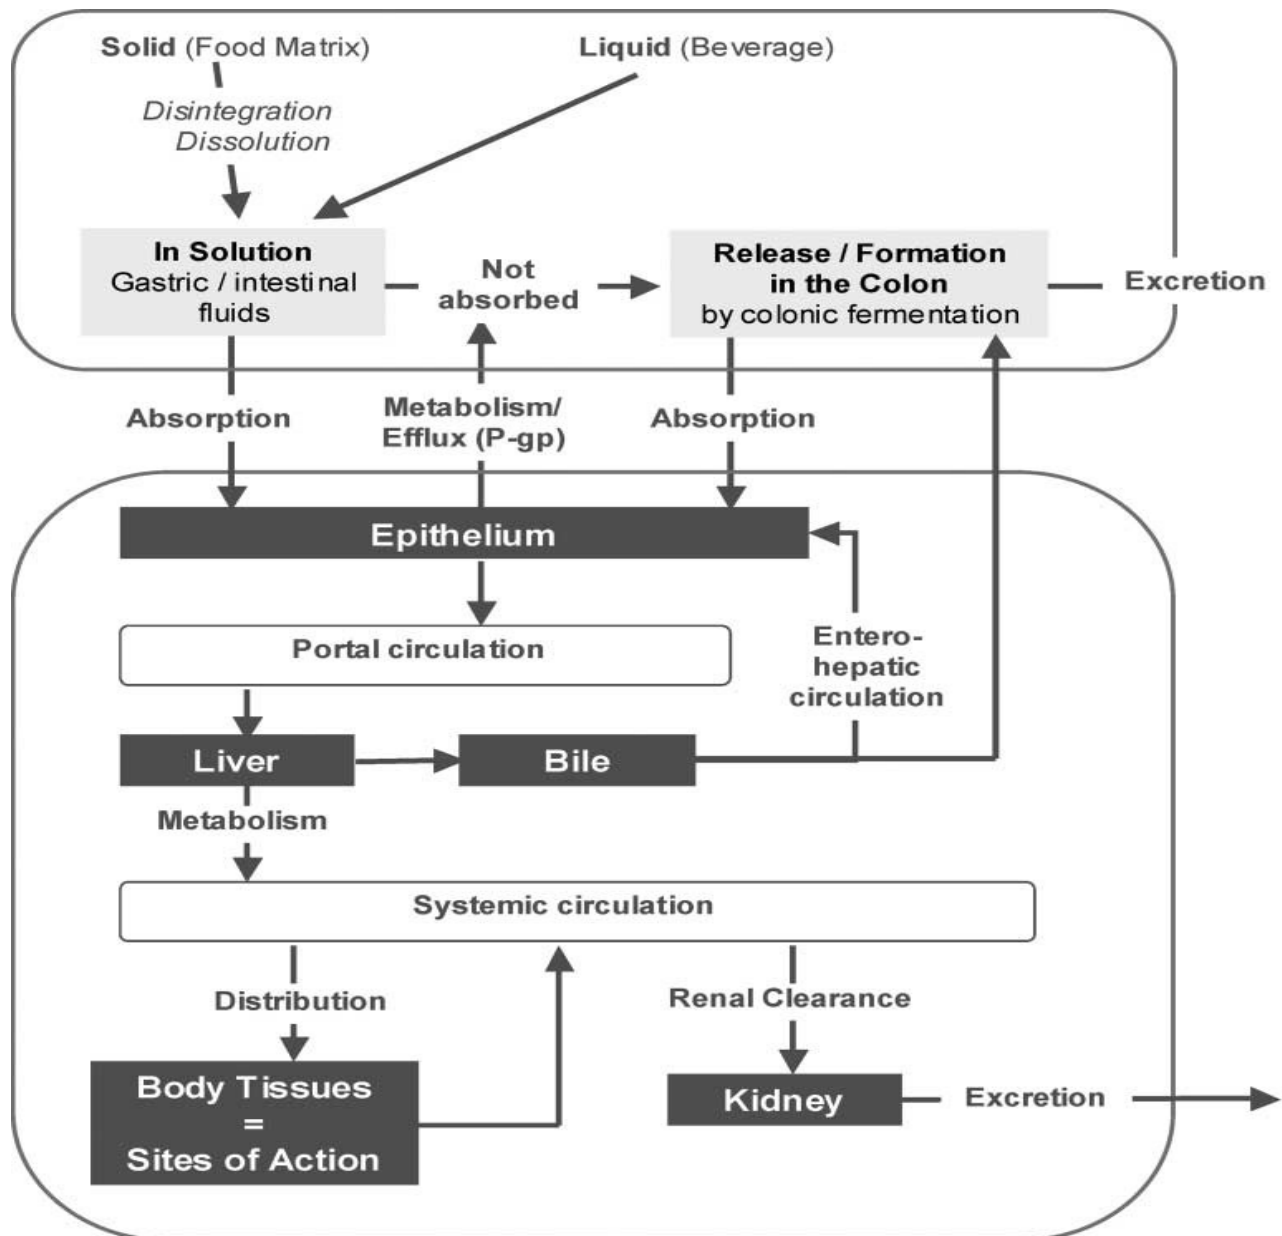 Solid (Food Matrix)
Liquid (Beverage)
Disintegration
Dissolution
In Solution
Gastric / intestinal
fluids
Not
absorbed
Release / Formation
in the Colon
by colonic fermentation
Excretion
Absorption
Metabolism/
Efflux (P-gp)
Absorption
Epithelium
Portal circulation
Entero-
hepatic
circulation
Liver
Bile
Metabolism
Systemic circulation
Distribution
Renal Clearance
Body Tissues
=
Sites of Action
Kidney
Excretion